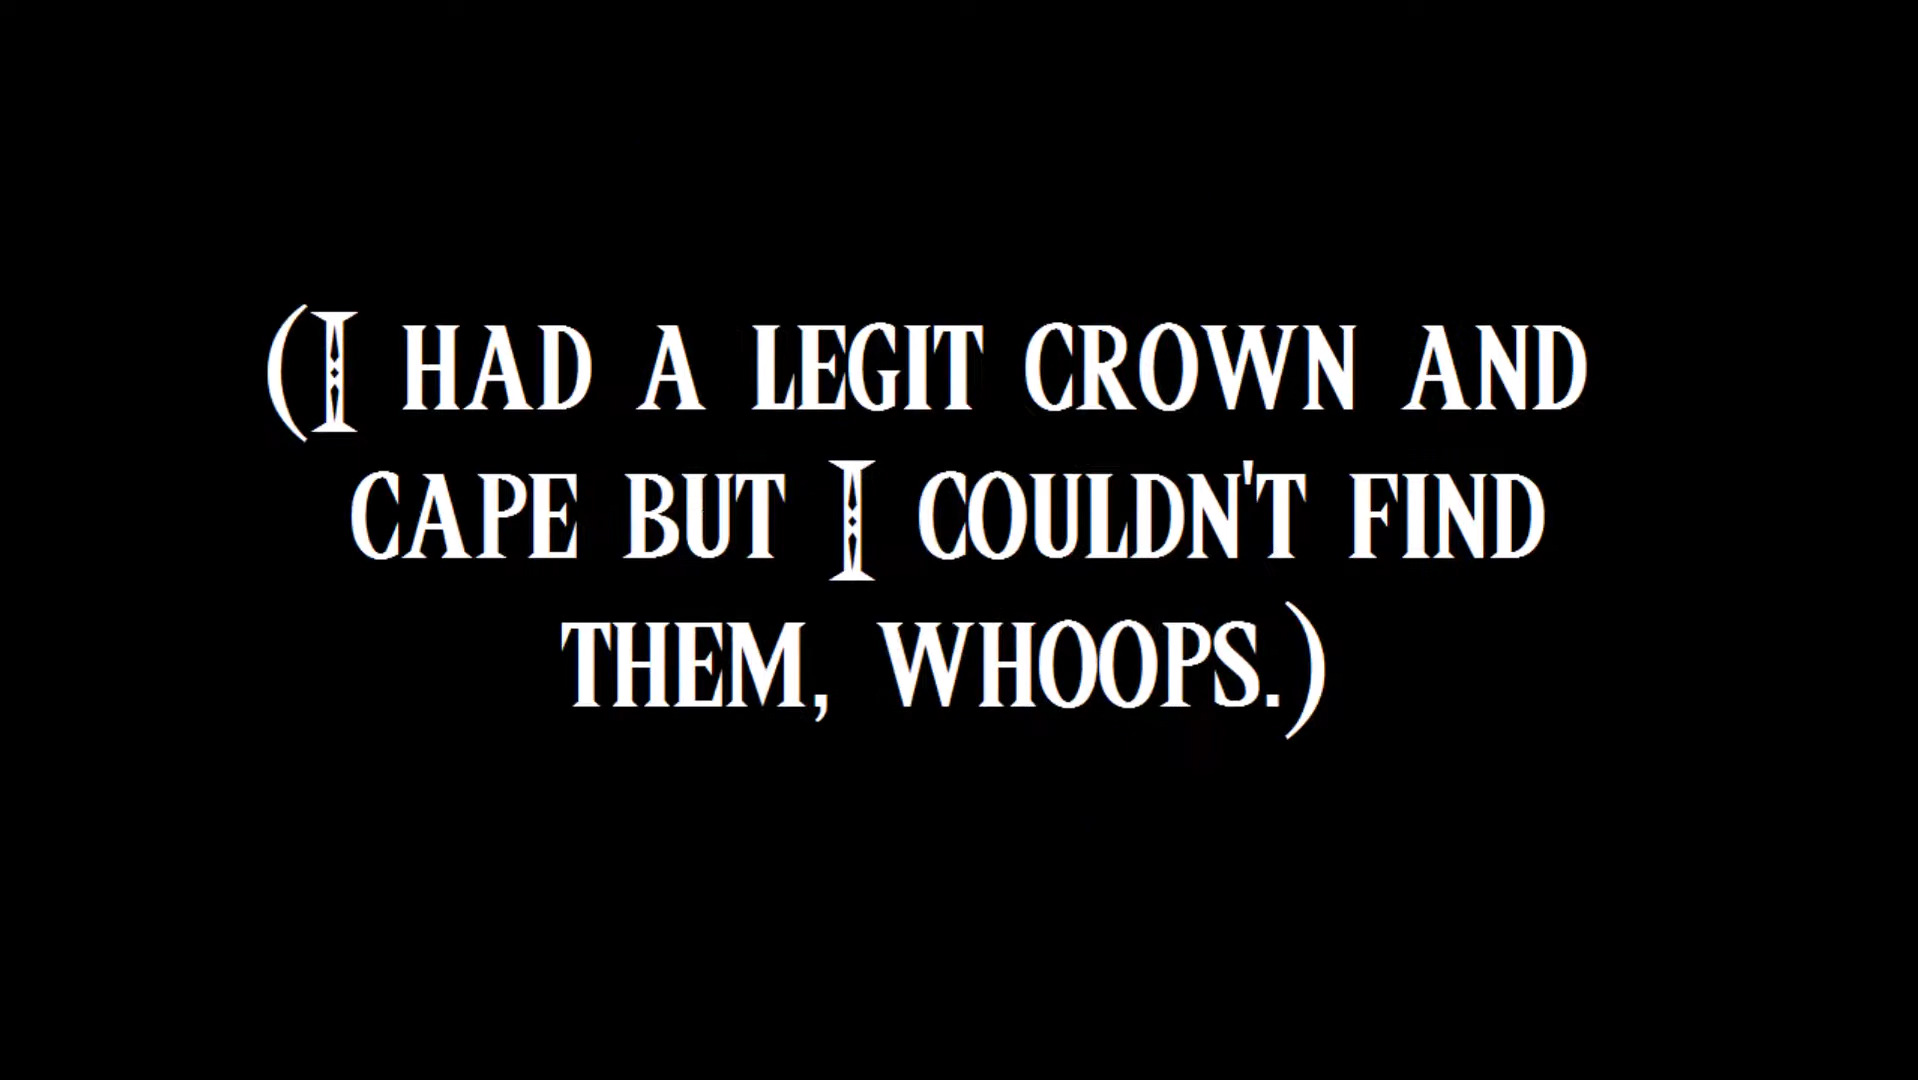 (I HAD A LEGIT CROWN AND
CAPE BUT I COULDN'T FIND
THEM, WHOOPS.)